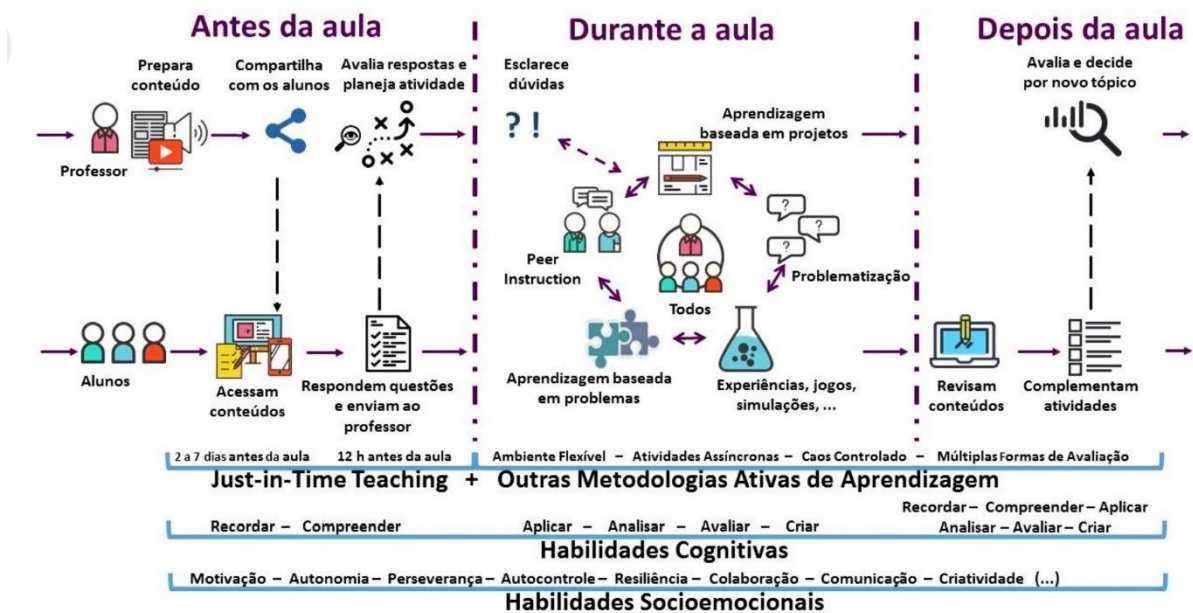 Antes da aula
Durante a aula
Depois da aula
Prepara
conteúdo
Compartilha
com os alunos
Avalia respostas e
planeja atividade
Professor
Alunos
Acessam
conteúdos
Respondem questões
e enviam ao
professor
2 a 7 dias antes da aula
12 h antes da aula
Esclarece
dúvidas
? !
Aprendizagem
baseada em projetos
Peer
Instruction
Todos
?
?
?
Problematização
Aprendizagem baseada
em problemas
Experiências, jogos,
simulações, ...
Avalia e decide
por novo tópico
Revisam
conteúdos
Complementam
atividades
Ambiente Flexível – Atividades Assíncronas – Caos Controlado – Múltiplas Formas de Avaliação
Just-in-Time Teaching + Outras Metodologias Ativas de Aprendizagem
Recordar – Compreender
Aplicar – Analisar – Avaliar – Criar
Recordar – Compreender – Aplicar
Analisar – Avaliar – Criar
Habilidades Cognitivas
Motivação – Autonomia – Perseverança – Autocontrole – Resiliência – Colaboração – Comunicação – Criatividade (...)
Habilidades Socioemocionais